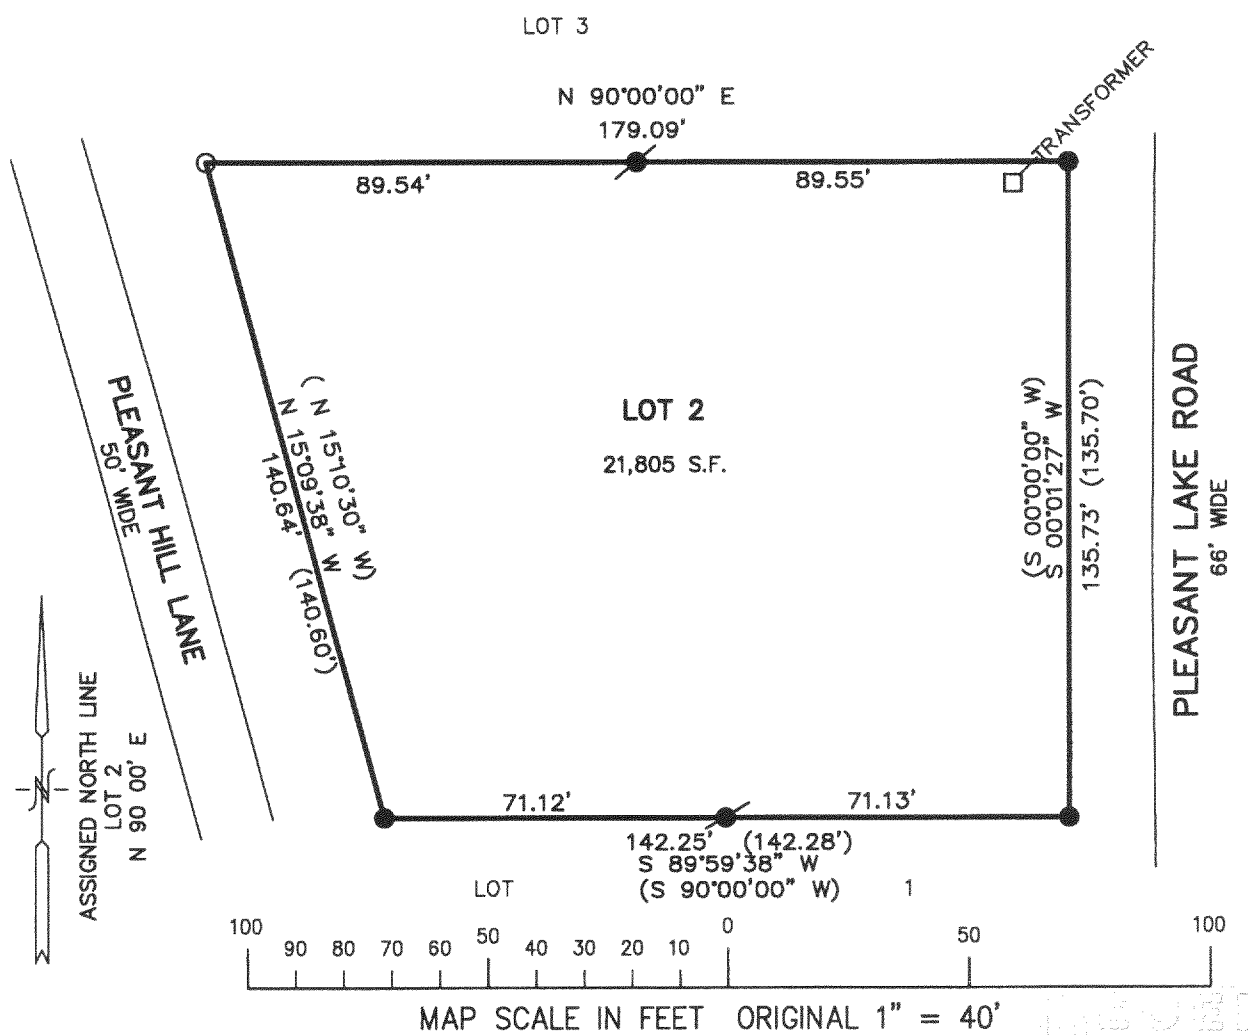 LOT 3
N 90°00'00" E
179.09'
TRANSFORMER
89.54'
89.55'
LOT 2
21,805 S.F.
( N 15°10'30" W)
N 15°09'38" W
140.64' (140.60')
PLEASANT HILL LANE
50' WIDE
(S 00°00'00" W)
S 00°01'27" W
135.73' (135.70')
PLEASANT LAKE ROAD
66' WIDE
ASSIGNED NORTH LINE
LOT 2
N 90 00' E
N
71.12'
71.13'
142.25' (142.28')
S 89°59'38" W
(S 90°00'00" W)
LOT 1
100 90 80 70 60 50 40 30 20 10 0 50 100
MAP SCALE IN FEET ORIGINAL 1" = 40'